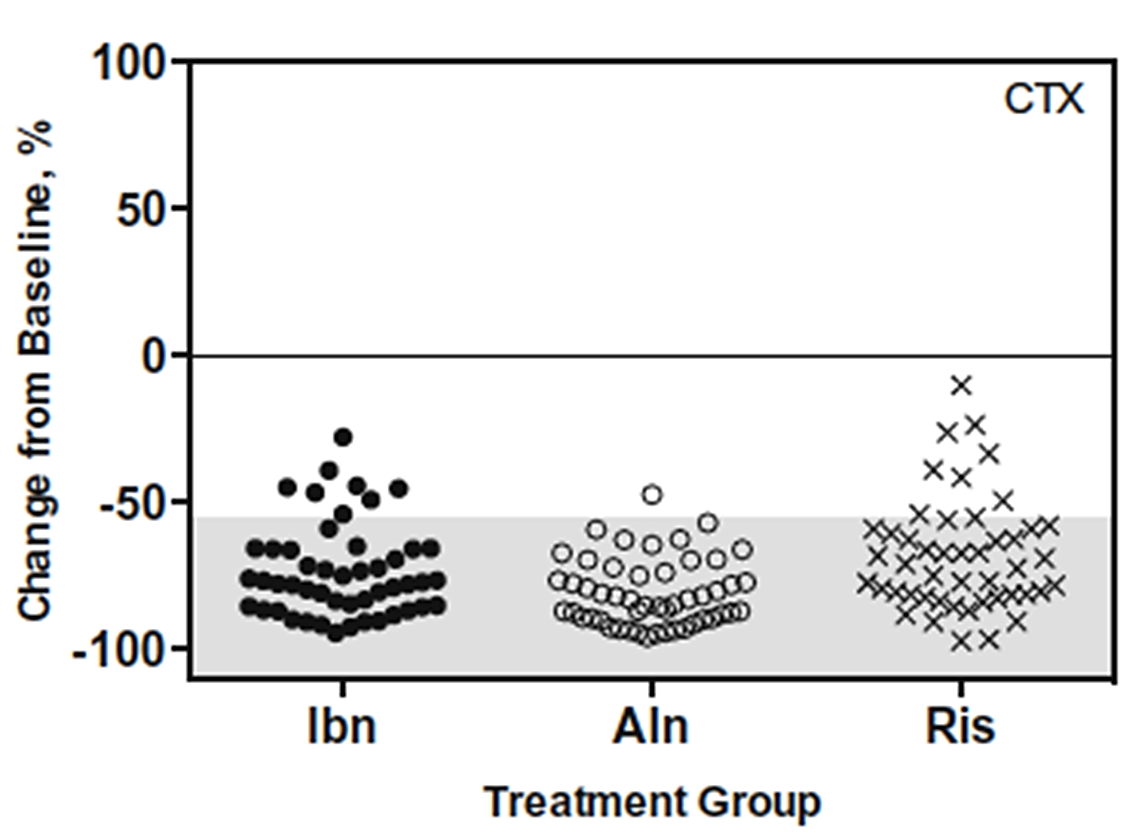 Change from Baseline, %
100
50
0
-50
-100
CTX
Ibn
Aln
Ris
Treatment Group